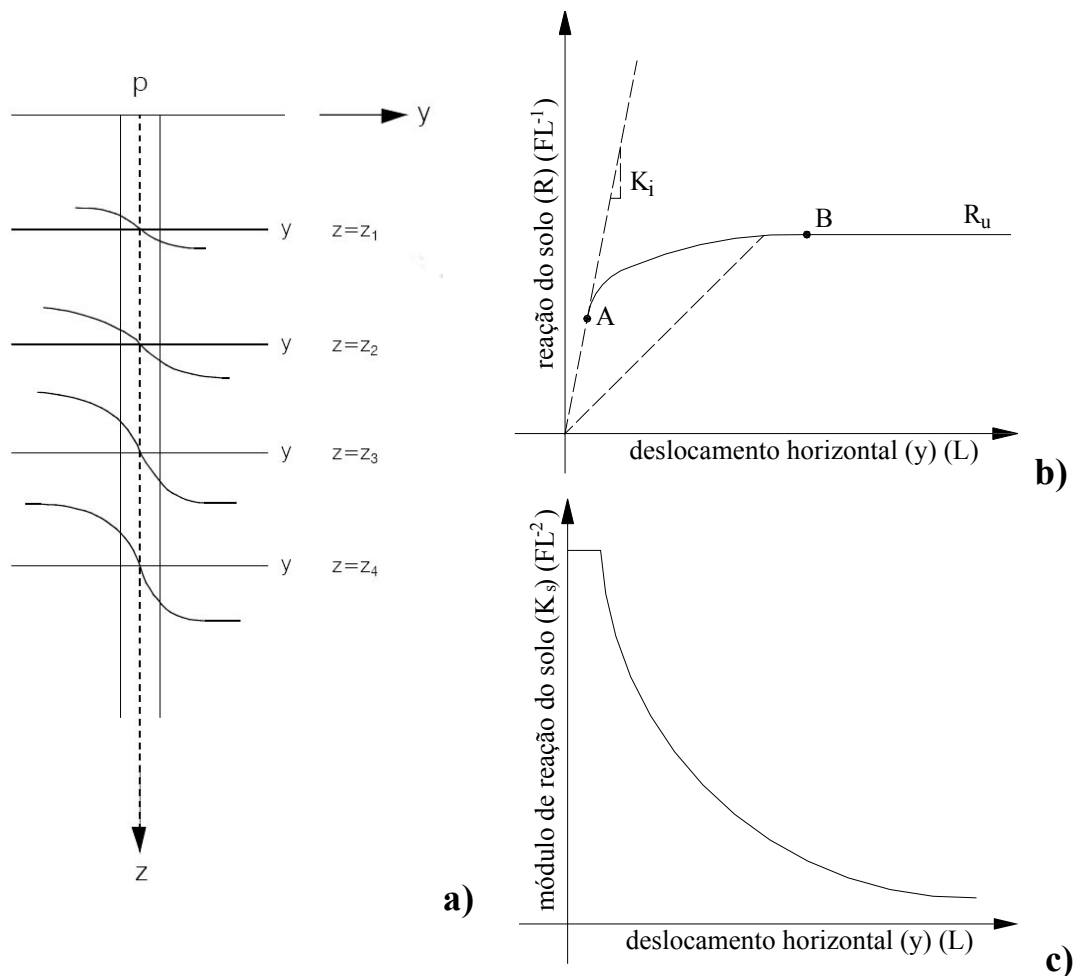 p
y
y z=z₁
y z=z₂
y z=z₃
y z=z₄
z
a)
reação do solo (R) (FL⁻¹)
Kᵢ
A
B
Rᵤ
deslocamento horizontal (y) (L)
b)
módulo de reação do solo (Kₛ) (FL⁻²)
deslocamento horizontal (y) (L)
c)